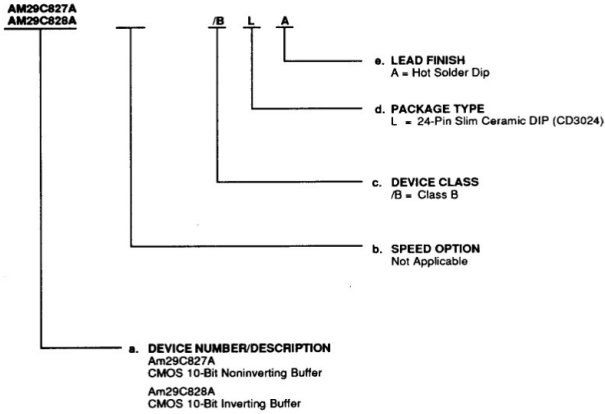 AM29C827A
AM29C828A
/B L A
e. LEAD FINISH
A = Hot Solder Dip
d. PACKAGE TYPE
L = 24-Pin Slim Ceramic DIP (CD3024)
c. DEVICE CLASS
/B = Class B
b. SPEED OPTION
Not Applicable
a. DEVICE NUMBER/DESCRIPTION
Am29C827A
CMOS 10-Bit Noninverting Buffer
Am29C828A
CMOS 10-Bit Inverting Buffer